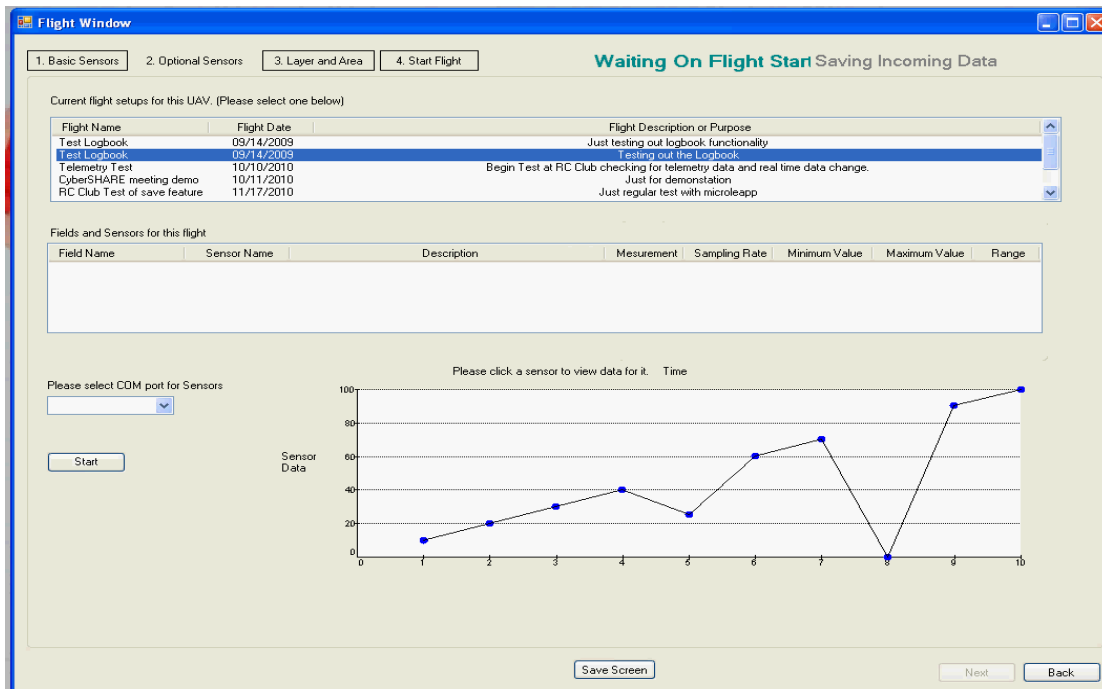 Flight Window
1. Basic Sensors 2. Optional Sensors 3. Layer and Area 4. Start Flight Waiting On Flight Start Saving Incoming Data
Current flight setups for this UAV. (Please select one below)
Flight Name Flight Date Flight Description or Purpose
Test Logbook 09/14/2009 Just testing out logbook functionality
Test Logbook 09/14/2009 Testing out the Logbook
Telemetry Test 10/10/2010 Begin Test at RC Club checking for telemetry data and real time data change.
CyberSHARE meeting demo 10/11/2010 Just for demonstation
RC Club Test of save feature 11/17/2010 Just regular test with microleapp
Fields and Sensors for this flight
Field Name Sensor Name Description Mesurement Sampling Rate Minimum Value Maximum Value Range
Please click a sensor to view data for it. Time
Please select COM port for Sensors
100
80
Start
Sensor
Data
60
40
20
0
0 1 2 3 4 5 6 7 8 9 10
Save Screen
Next Back